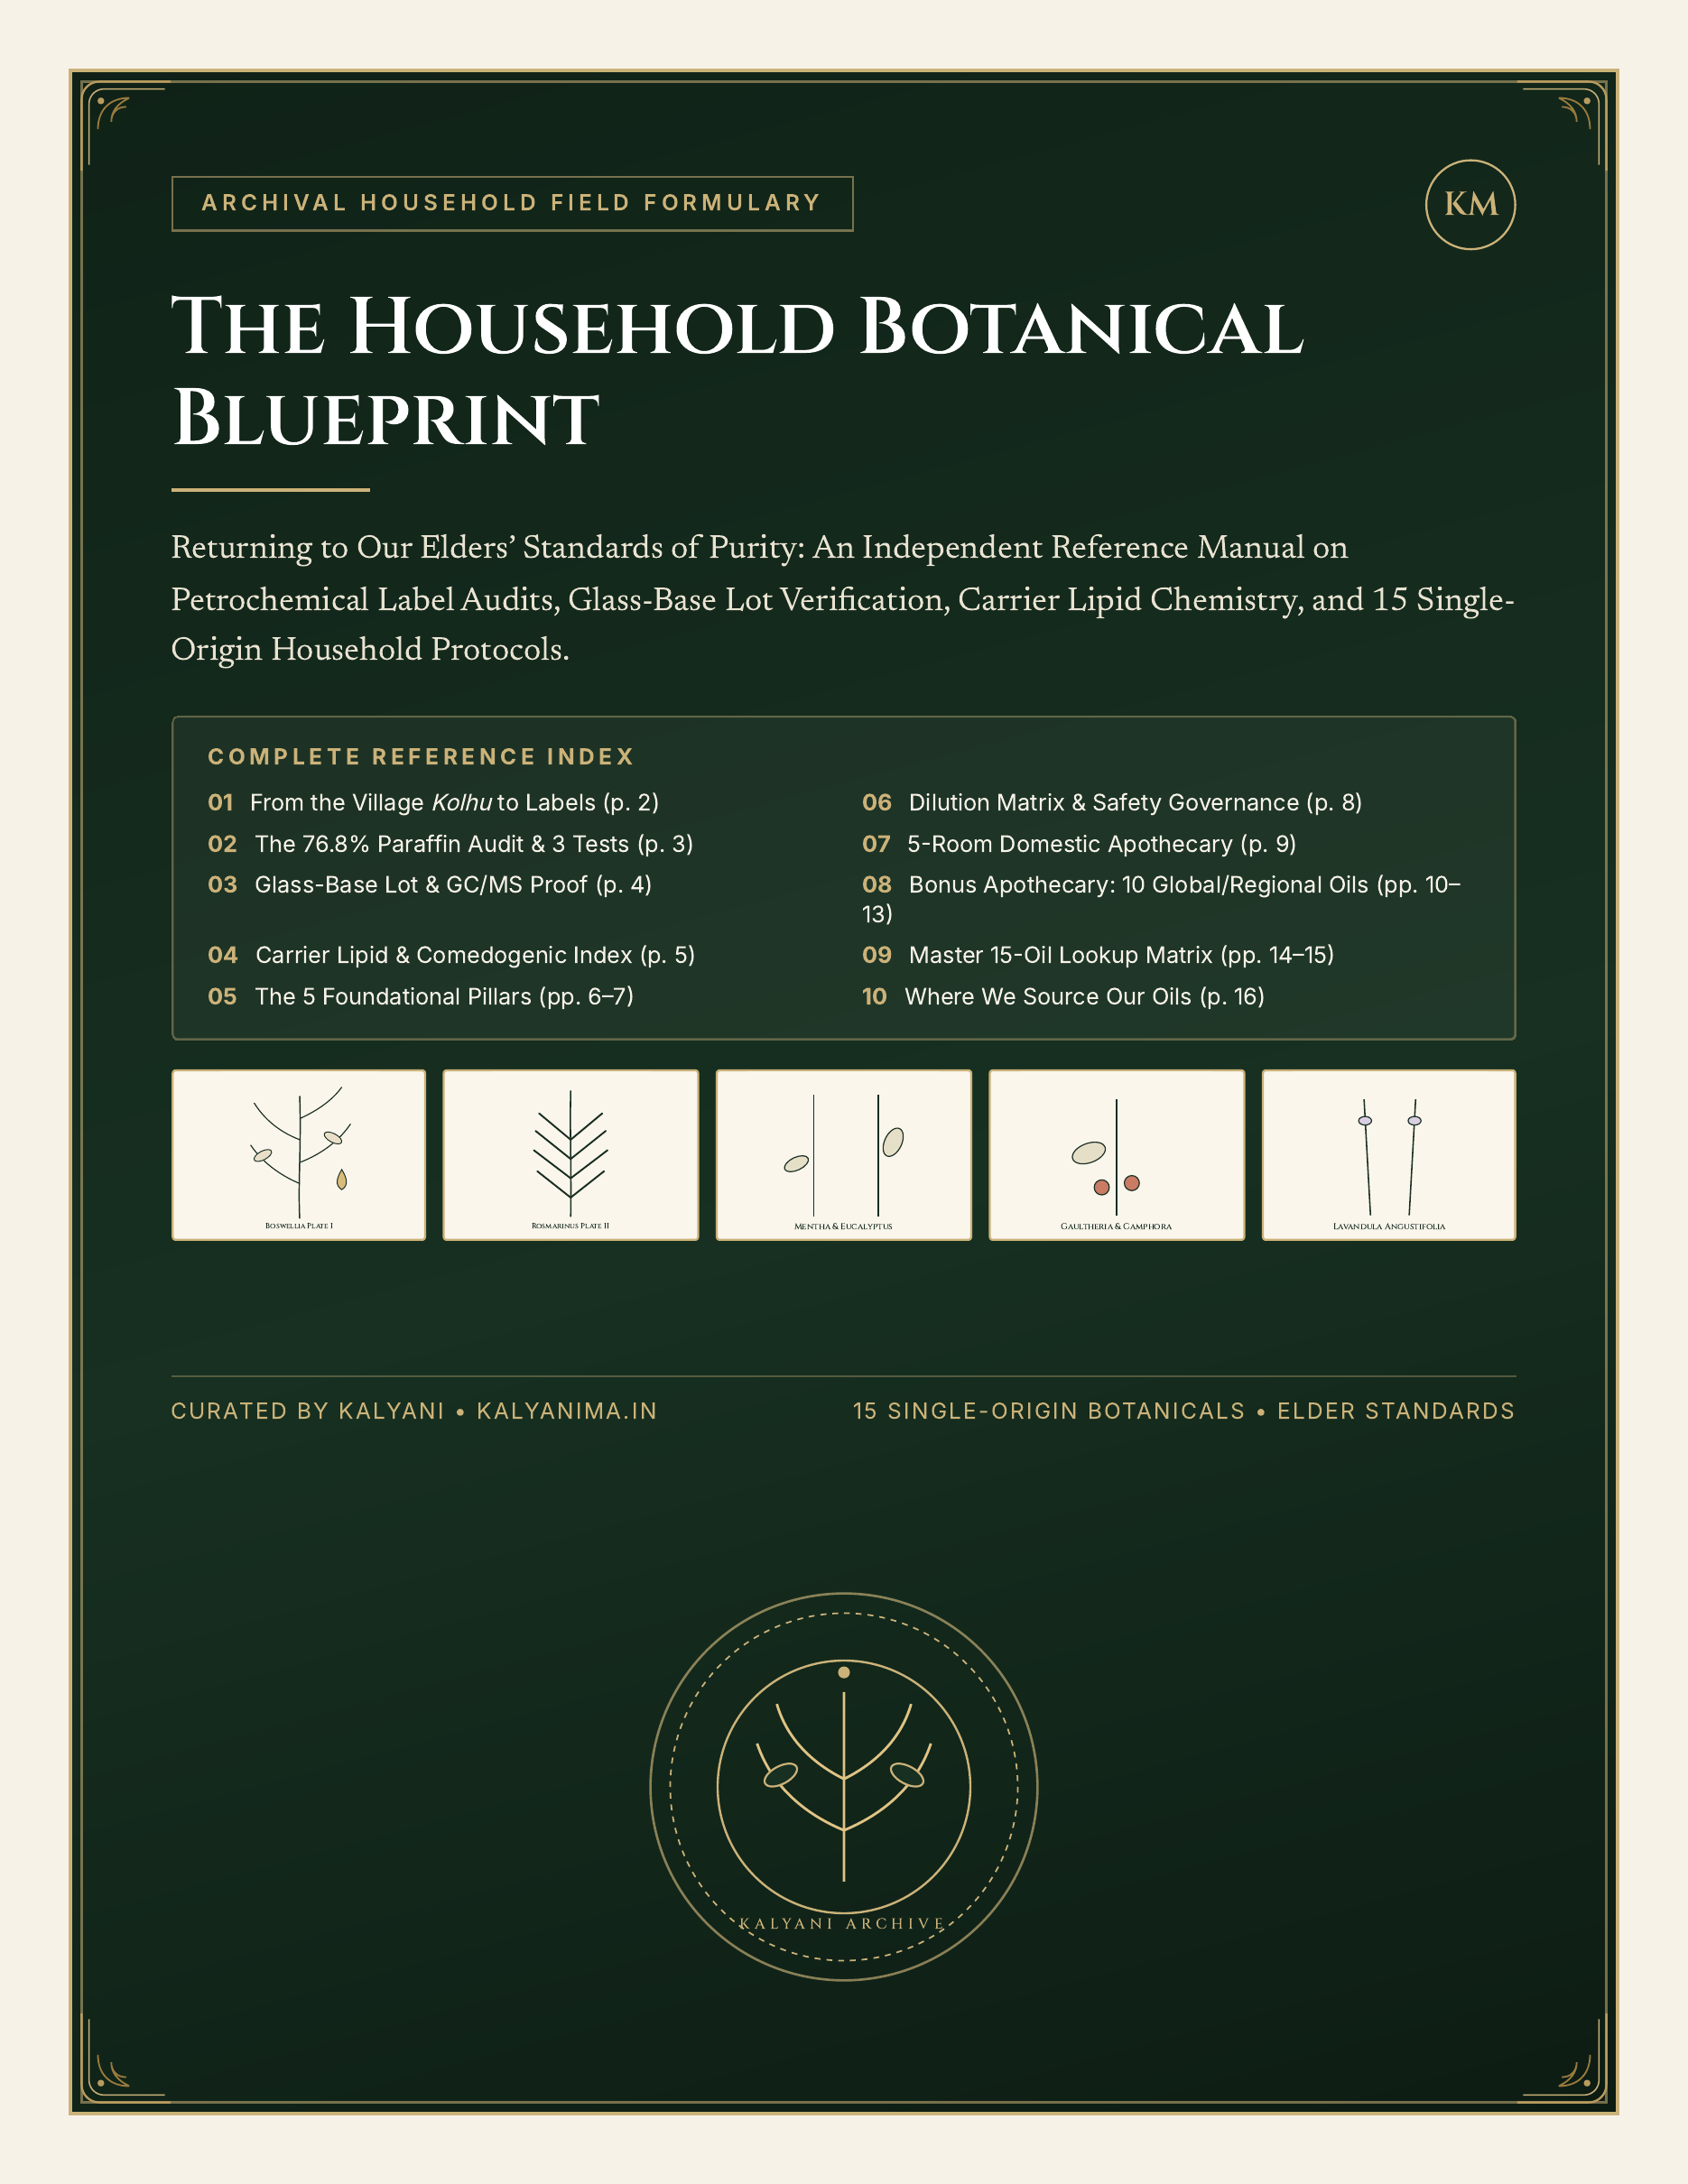 ARCHIVAL HOUSEHOLD FIELD FORMULARY
KM
The Household Botanical
Blueprint
Returning to Our Elders’ Standards of Purity: An Independent Reference Manual on
Petrochemical Label Audits, Glass-Base Lot Verification, Carrier Lipid Chemistry, and 15 Single-
Origin Household Protocols.
COMPLETE REFERENCE INDEX
01 From the Village Kolhu to Labels (p. 2)
02 The 76.8% Paraffin Audit & 3 Tests (p. 3)
03 Glass-Base Lot & GC/MS Proof (p. 4)
04 Carrier Lipid & Comedogenic Index (p. 5)
05 The 5 Foundational Pillars (pp. 6–7)
06 Dilution Matrix & Safety Governance (p. 8)
07 5-Room Domestic Apothecary (p. 9)
08 Bonus Apothecary: 10 Global/Regional Oils (pp. 10–
13)
09 Master 15-Oil Lookup Matrix (pp. 14–15)
10 Where We Source Our Oils (p. 16)
Boswellia Plate I
Rosmarinus Plate II
Mentha & Eucalyptus
Gaultheria & Camphora
Lavandula Angustifolia
CURATED BY KALYANI • KALYANIMA.IN
15 SINGLE-ORIGIN BOTANICALS • ELDER STANDARDS
KALYANI ARCHIVE